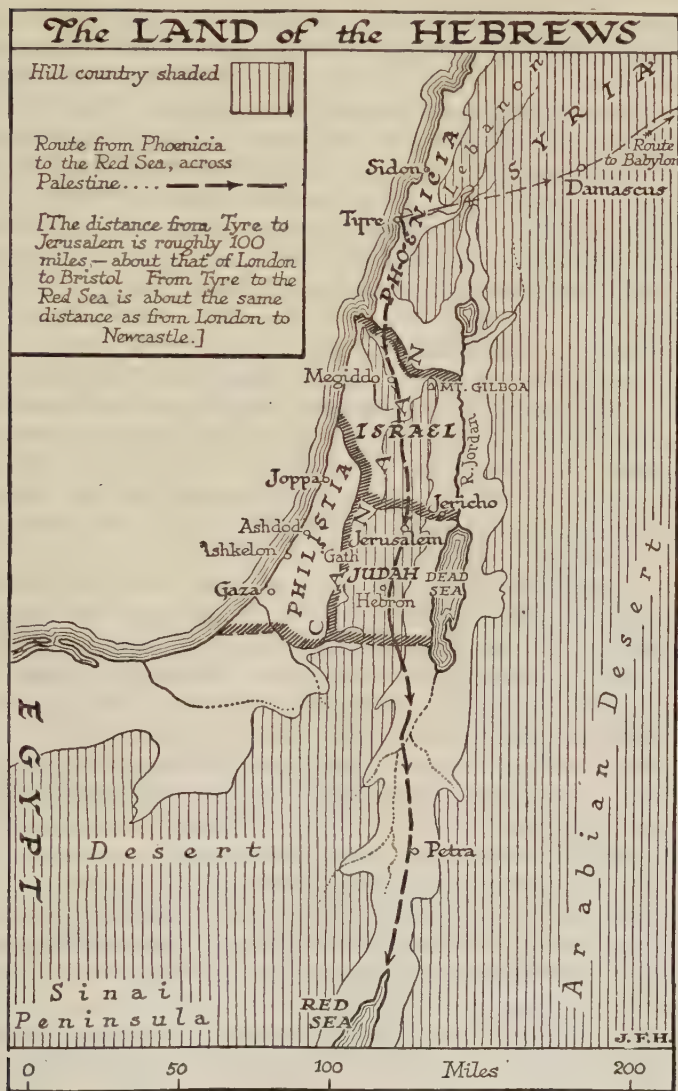 The LAND of the HEBREWS
Hill country shaded
Route from Phoenicia
to the Red Sea, across
Palestine....
[The distance from Tyre to
Jerusalem is roughly 100
miles,—about that of London
to Bristol From Tyre to the
Red Sea is about the same
distance as from London to
Newcastle.]
SYRIA
Lebanon
Route
to Babylon
Sidon
Damascus
Tyre
PHOENICIA
Megiddo
MT. GILBOA
CANAAN
ISRAEL
R. Jordan
Joppa
Jericho
PHILISTIA
Ashdod
Jerusalem
Ashkelon
Gath
JUDAH
DEAD
SEA
Gaza
Hebron
EGYPT
Arabian Desert
Desert
Petra
Sinai
Peninsula
RED
SEA
J.F.H.
0 50 100 Miles 200